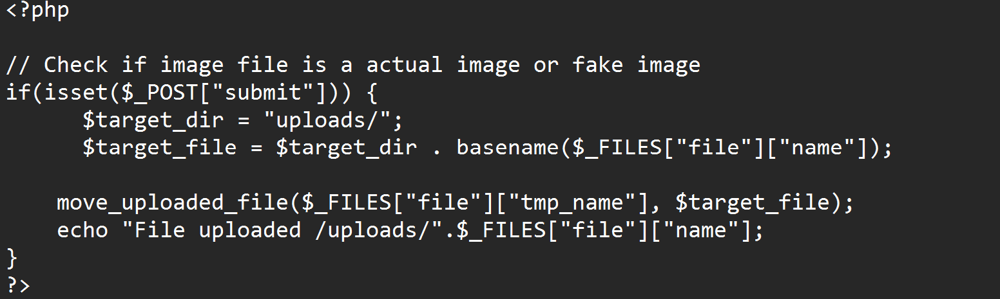 <?php
// Check if image file is a actual image or fake image
if(isset($_POST["submit"])) {
$target_dir = "uploads/";
$target_file = $target_dir . basename($_FILES["file"]["name"]);
move_uploaded_file($_FILES["file"]["tmp_name"], $target_file);
echo "File uploaded /uploads/".$_FILES["file"]["name"];
}
?>